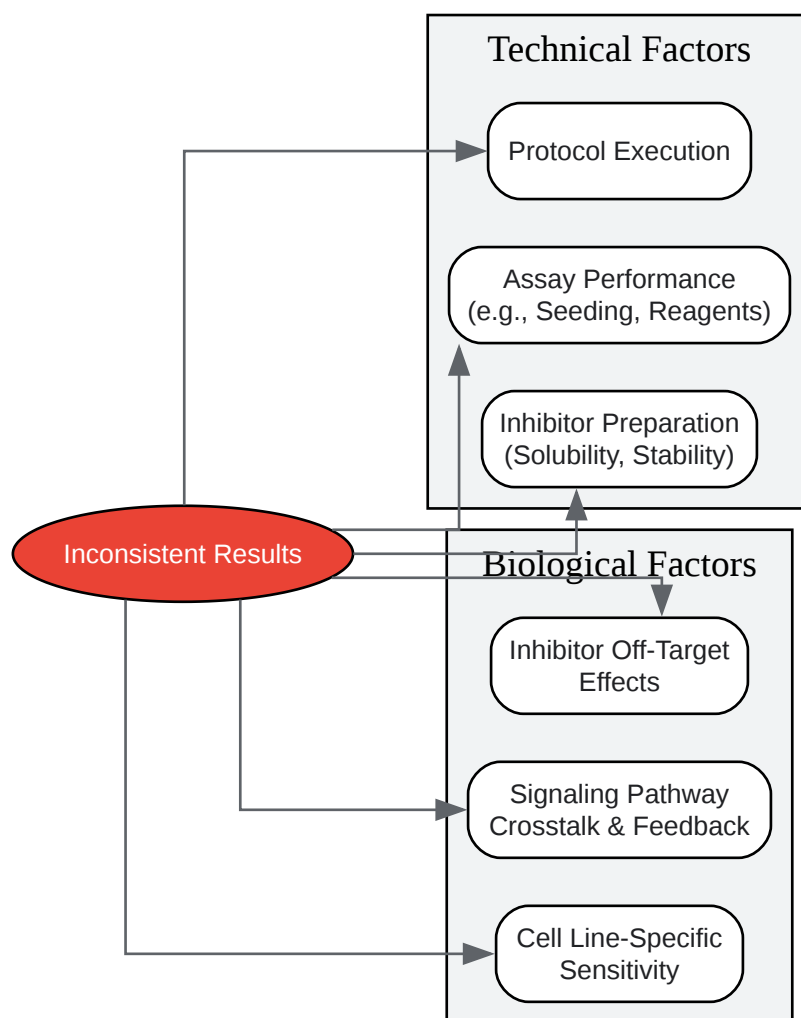 Technical Factors
Protocol Execution
Assay Performance
(e.g., Seeding, Reagents)
Inhibitor Preparation
(Solubility, Stability)
Inconsistent Results
Biological Factors
Inhibitor Off-Target
Effects
Signaling Pathway
Crosstalk & Feedback
Cell Line-Specific
Sensitivity